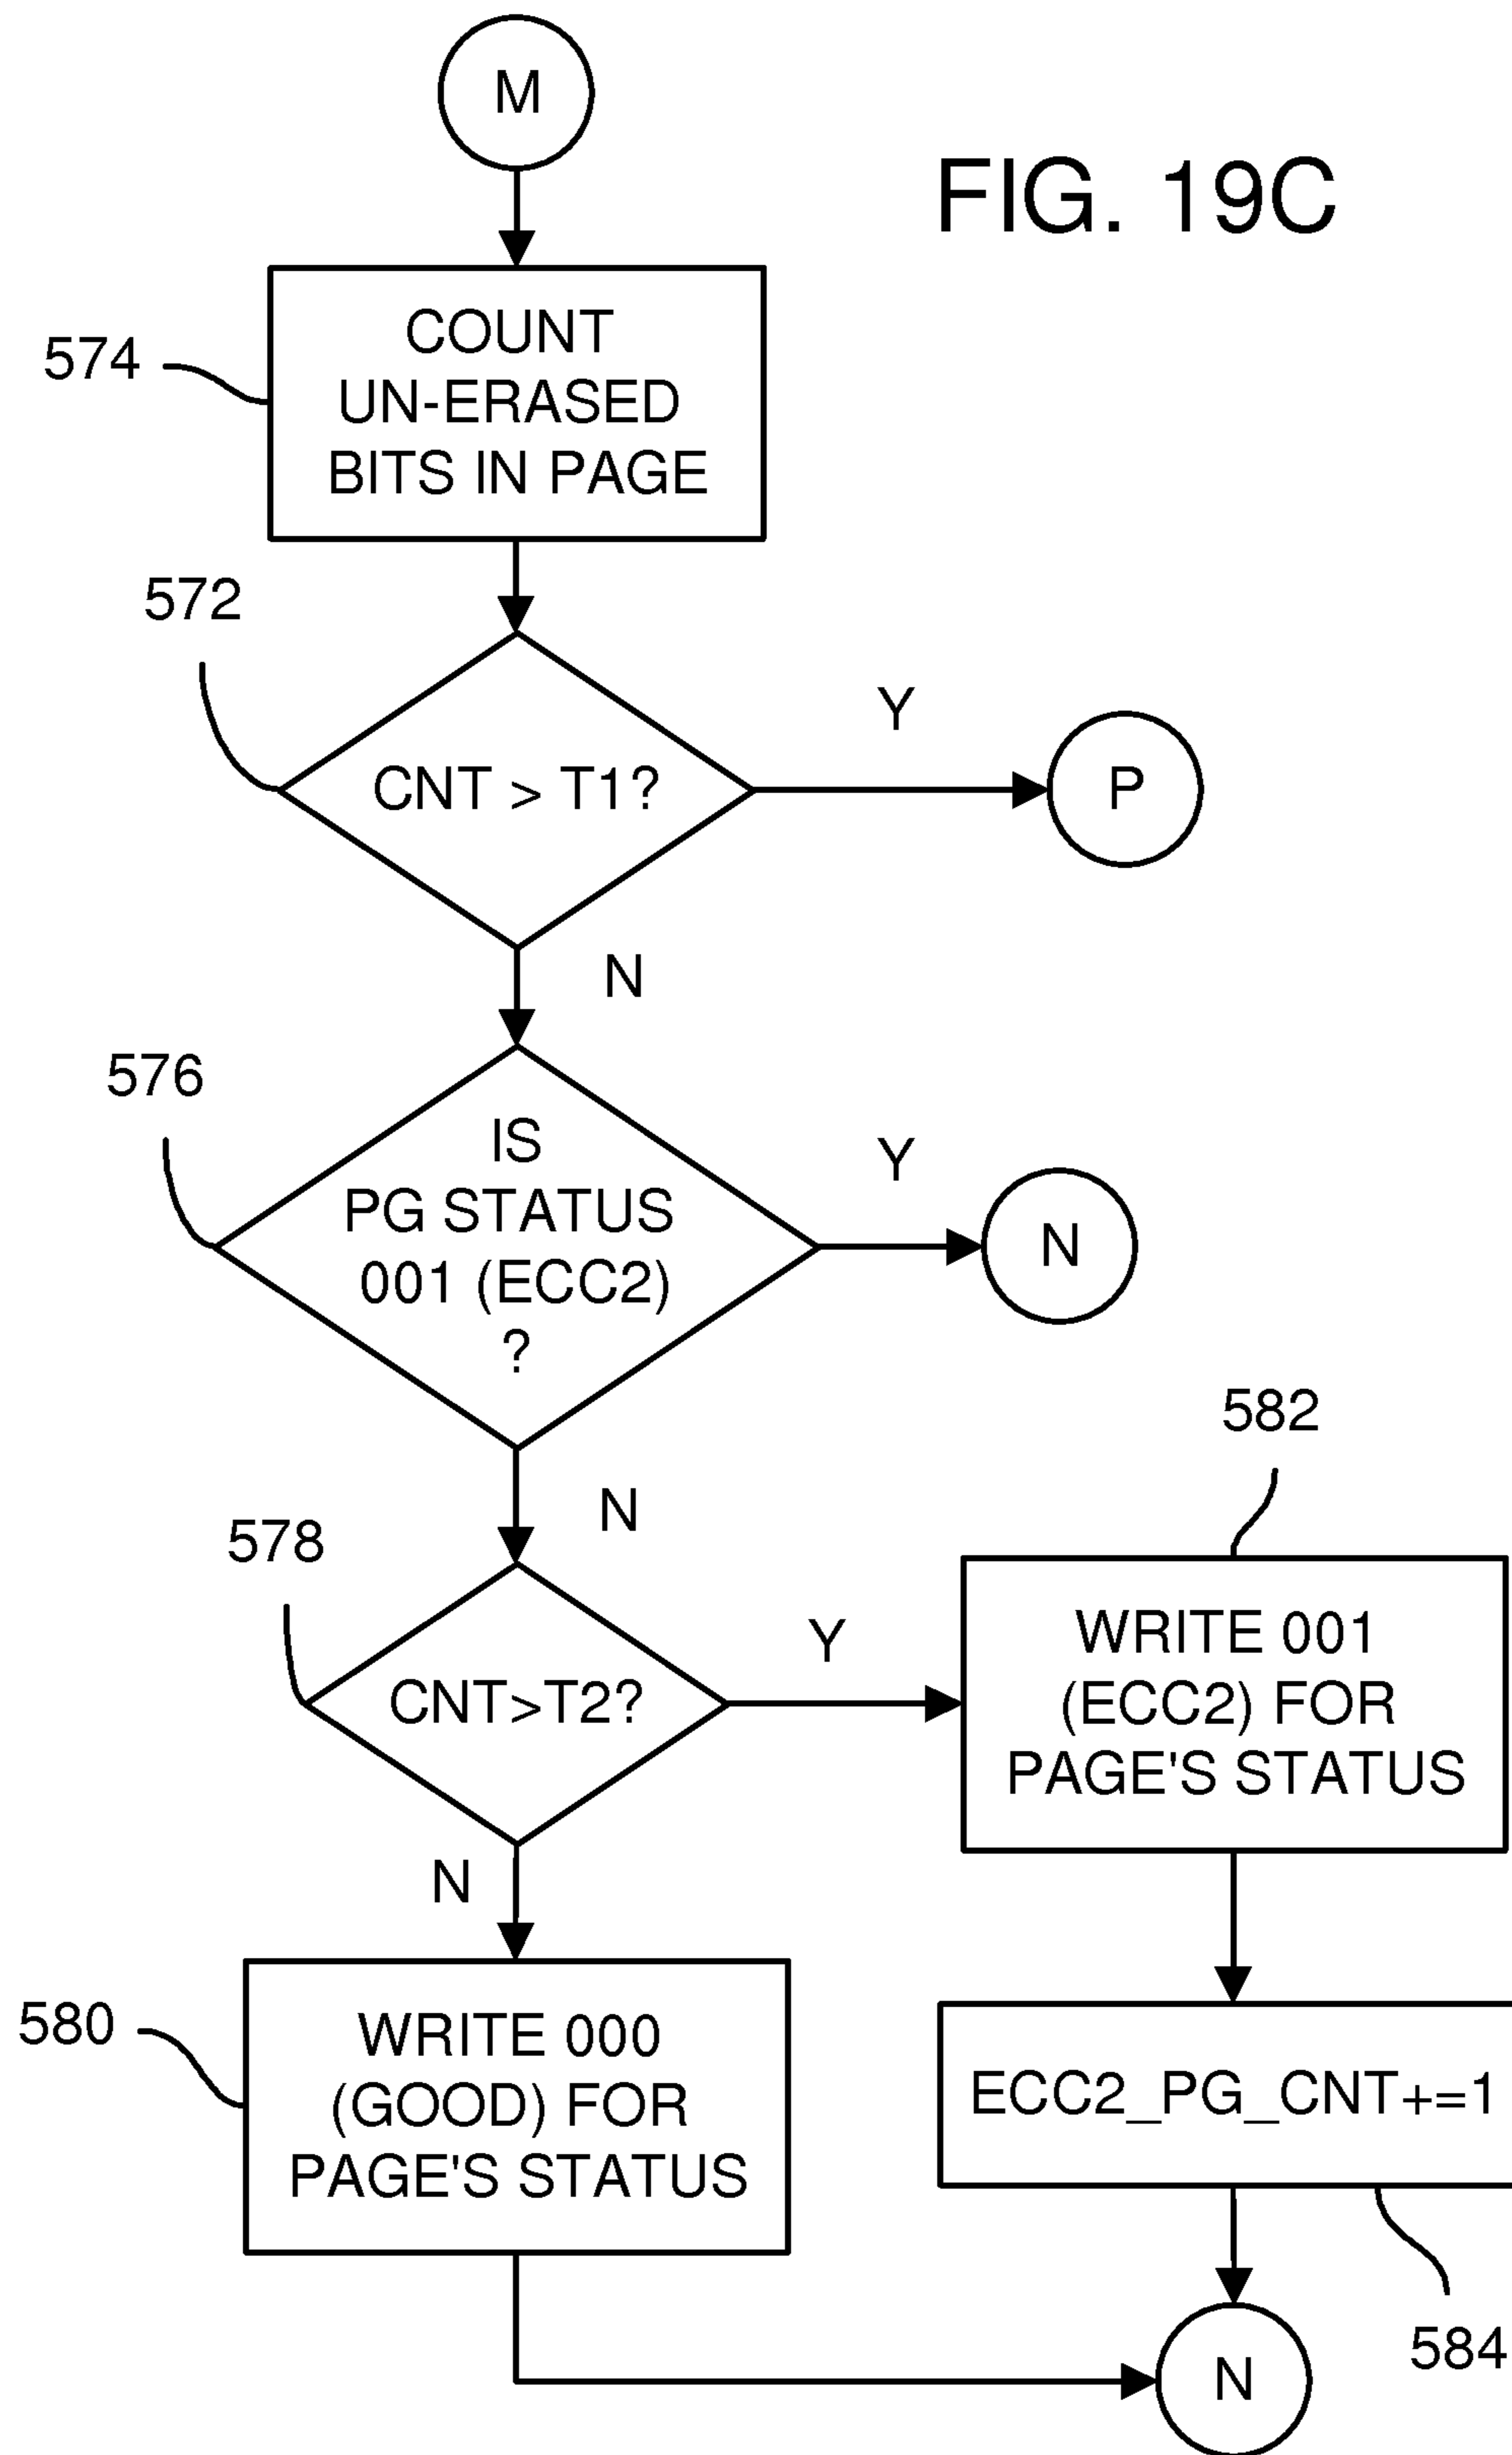 M
FIG. 19C
574
COUNT
UN-ERASED
BITS IN PAGE
572
CNT > T1?
Y
P
N
576
IS
PG STATUS
001 (ECC2)
?
Y
N
N
582
578
CNT>T2?
Y
WRITE 001
(ECC2) FOR
PAGE'S STATUS
N
580
WRITE 000
(GOOD) FOR
PAGE'S STATUS
ECC2_PG_CNT+=1
584
N